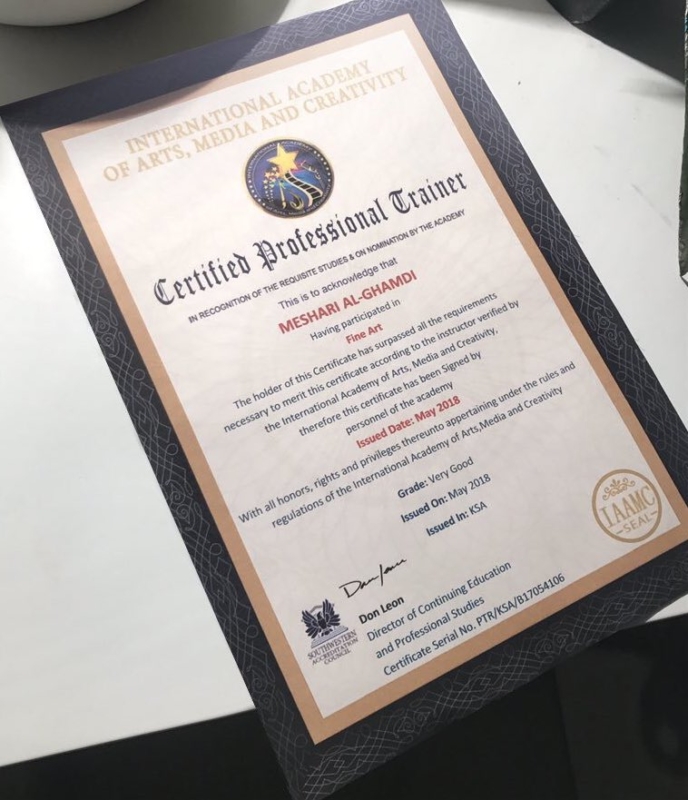 INTERNATIONAL ACADEMY
OF ARTS, MEDIA AND CREATIVITY
Certified Professional Trainer
IN RECOGNITION OF THE REQUISITE STUDIES & ON NOMINATION BY THE ACADEMY
This is to acknowledge that
MESHARI AL-GHAMDI
Having participated in
Fine Art
The holder of this Certificate has surpassed all the requirements
necessary to merit this certificate according to the instructor verified by
the International Academy of Arts, Media and Creativity,
therefore this certificate has been Signed by
personnel of the academy
Issued Date: May 2018
With all honors, rights and privileges thereunto appertaining under the rules and
regulations of the International Academy of Arts,Media and Creativity
Grade: Very Good
Issued On: May 2018
Issued In: KSA
IAAMC
SEAL
Don Leon
Director of Continuing Education
and Professional Studies
Certificate Serial No. PTR/KSA/B17054106
SOUTHWESTERN
ACCREDITATION
COUNCIL